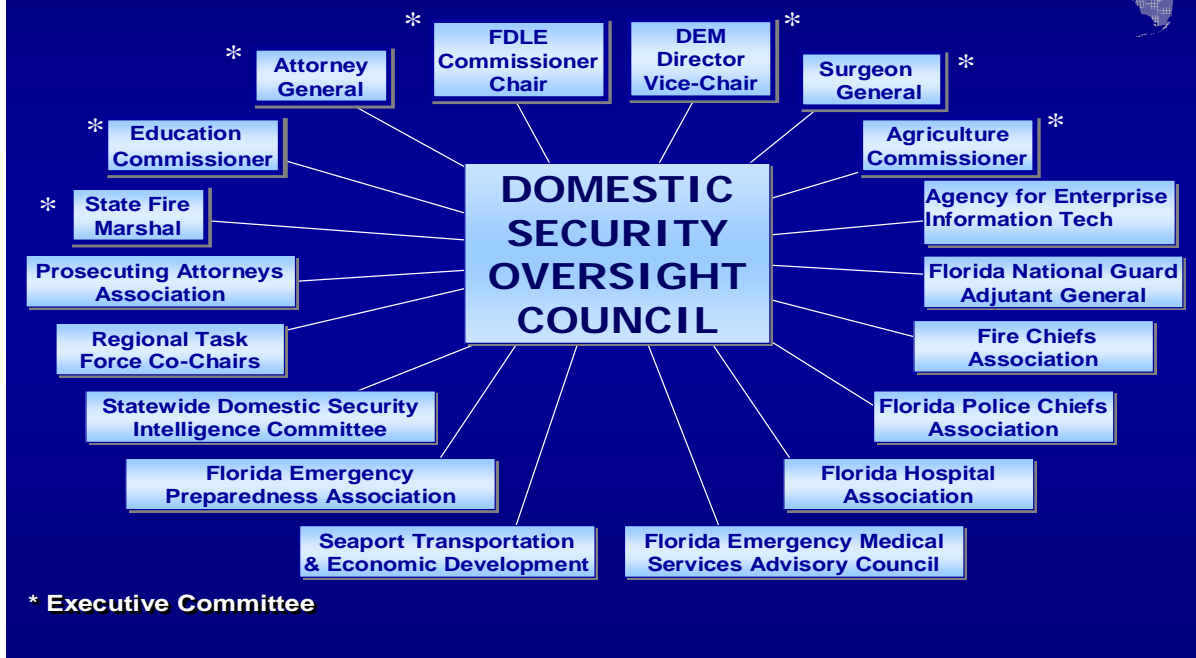 *
FDLE
Commissioner
Chair
DEM
Director
Vice-Chair
*
*
Attorney
General
Surgeon
General
*
*
Education
Commissioner
Agriculture
Commissioner
*
*
State Fire
Marshal
DOMESTIC
SECURITY
OVERSIGHT
COUNCIL
Agency for Enterprise
Information Tech
Prosecuting Attorneys
Association
Florida National Guard
Adjutant General
Regional Task
Force Co-Chairs
Fire Chiefs
Association
Statewide Domestic Security
Intelligence Committee
Florida Police Chiefs
Association
Florida Emergency
Preparedness Association
Florida Hospital
Association
Seaport Transportation
& Economic Development
Florida Emergency Medical
Services Advisory Council
* Executive Committee